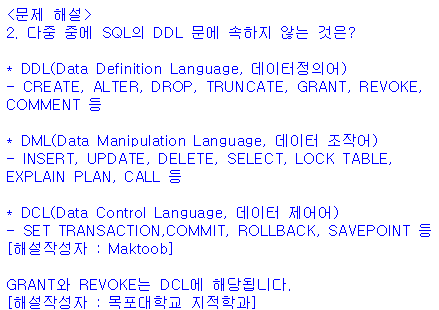 <문제 해설>
2. 다중 중에 SQL의 DDL 문에 속하지 않는 것은?
* DDL(Data Definition Language, 데이터정의어)
- CREATE, ALTER, DROP, TRUNCATE, GRANT, REVOKE,
COMMENT 등
* DML(Data Manipulation Language, 데이터 조작어)
- INSERT, UPDATE, DELETE, SELECT, LOCK TABLE,
EXPLAIN PLAN, CALL 등
* DCL(Data Control Language, 데이터 제어어)
- SET TRANSACTION,COMMIT, ROLLBACK, SAVEPOINT 등
[해설작성자 : Maktoob]
GRANT와 REVOKE는 DCL에 해당됩니다.
[해설작성자 : 목포대학교 지적학과]